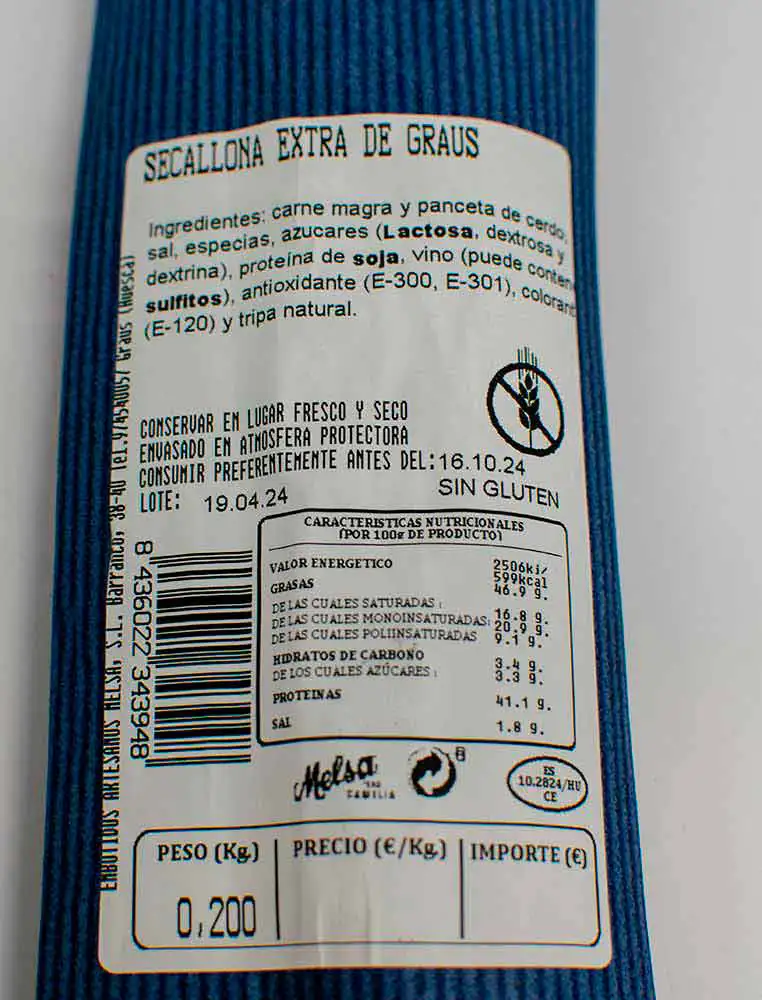 SECALLONA EXTRA DE GRAUS
Ingredientes: carne magra y panceta de cerdo,
sal, especias, azucares (Lactosa, dextrosa y
dextrina), proteína de soja, vino (puede conten
sulfitos), antioxidante (E-300, E-301), colorant
(E-120) y tripa natural.
CONSERVAR EN LUGAR FRESCO Y SECO
ENVASADO EN ATMOSFERA PROTECTORA
CONSUMIR PREFERENTEMENTE ANTES DEL:16.10.24
LOTE: 19.04.24
SIN GLUTEN
CARACTERISTICAS NUTRICIONALES
(POR 100g DE PRODUCTO)
VALOR ENERGETICO 2506kj/
599kcal
GRASAS 46.9 g.
DE LAS CUALES SATURADAS: 16.8 g.
DE LAS CUALES MONOINSATURADAS: 20.9 g.
DE LAS CUALES POLIINSATURADAS 9.1 g.
HIDRATOS DE CARBONO 3.4 g.
DE LOS CUALES AZÚCARES: 3.3 g.
PROTEINAS 41.1 g.
SAL 1.8 g.
8 436022 343948
EMBUTIDOS ARTESANOS MELSA, S.L. Barranco, 38-40 Tel. Graus (Huesca)
Melsa
FAMILIA
ES
10.2824/HU
CE
PESO (Kg.) PRECIO (€/Kg.) IMPORTE (€)
0,200